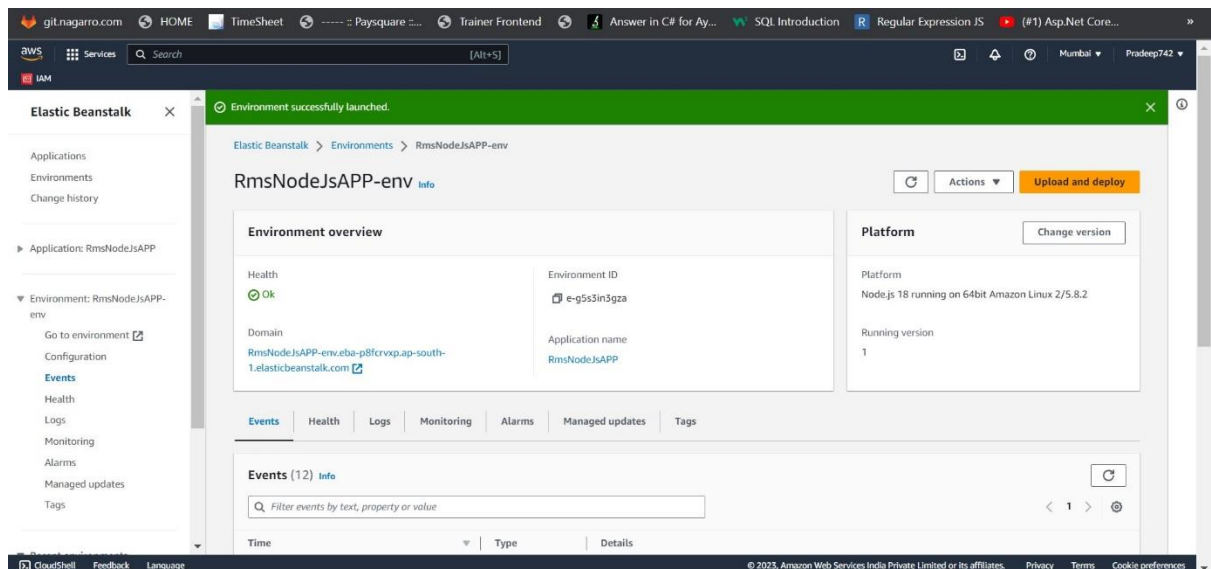 git.nagarro.com HOME TimeSheet ----- :: Paysquare ::... Trainer Frontend Answer in C# for Ay... SQL Introduction Regular Expression JS (#1) Asp.Net Core... »
aws Services Search [Alt+S] Mumbai Pradeep742
IAM
Elastic Beanstalk
Applications
Environments
Change history
Application: RmsNodeJsAPP
Environment: RmsNodeJsAPP-
env
Go to environment
Configuration
Events
Health
Logs
Monitoring
Alarms
Managed updates
Tags
Recent environments
Environment successfully launched.
Elastic Beanstalk > Environments > RmsNodeJsAPP-env
RmsNodeJsAPP-env Info
Actions Upload and deploy
Environment overview
Health
Ok
Domain
RmsNodeJsAPP-env.eba-p8fcrvxp.ap-south-
1.elasticbeanstalk.com
Environment ID
e-g5s3in3gza
Application name
RmsNodeJsAPP
Platform Change version
Platform
Node.js 18 running on 64bit Amazon Linux 2/5.8.2
Running version
1
Events Health Logs Monitoring Alarms Managed updates Tags
Events (12) Info
Filter events by text, property or value
< 1 >
Time Type Details
CloudShell Feedback Language © 2023, Amazon Web Services India Private Limited or its affiliates. Privacy Terms Cookie preferences